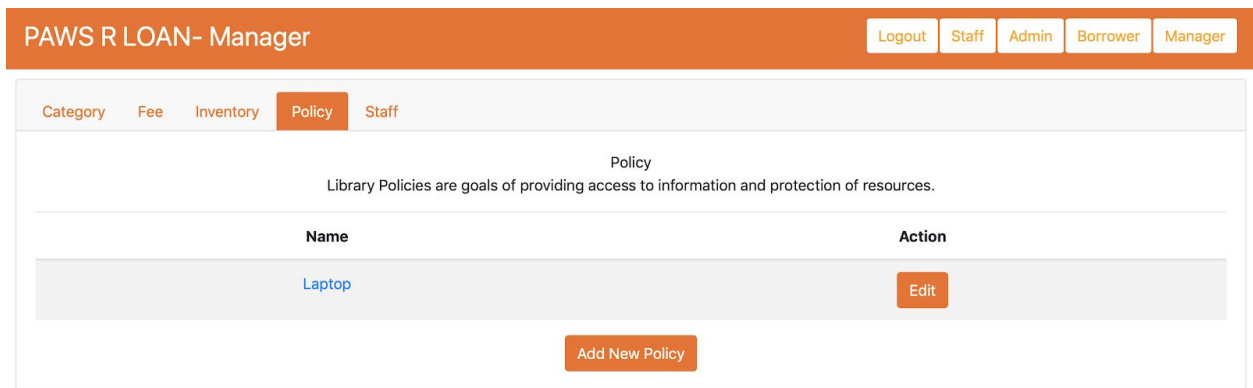 PAWS R LOAN- Manager
Logout Staff Admin Borrower Manager
Category Fee Inventory Policy Staff
Policy
Library Policies are goals of providing access to information and protection of resources.
Name Action
Laptop Edit
Add New Policy